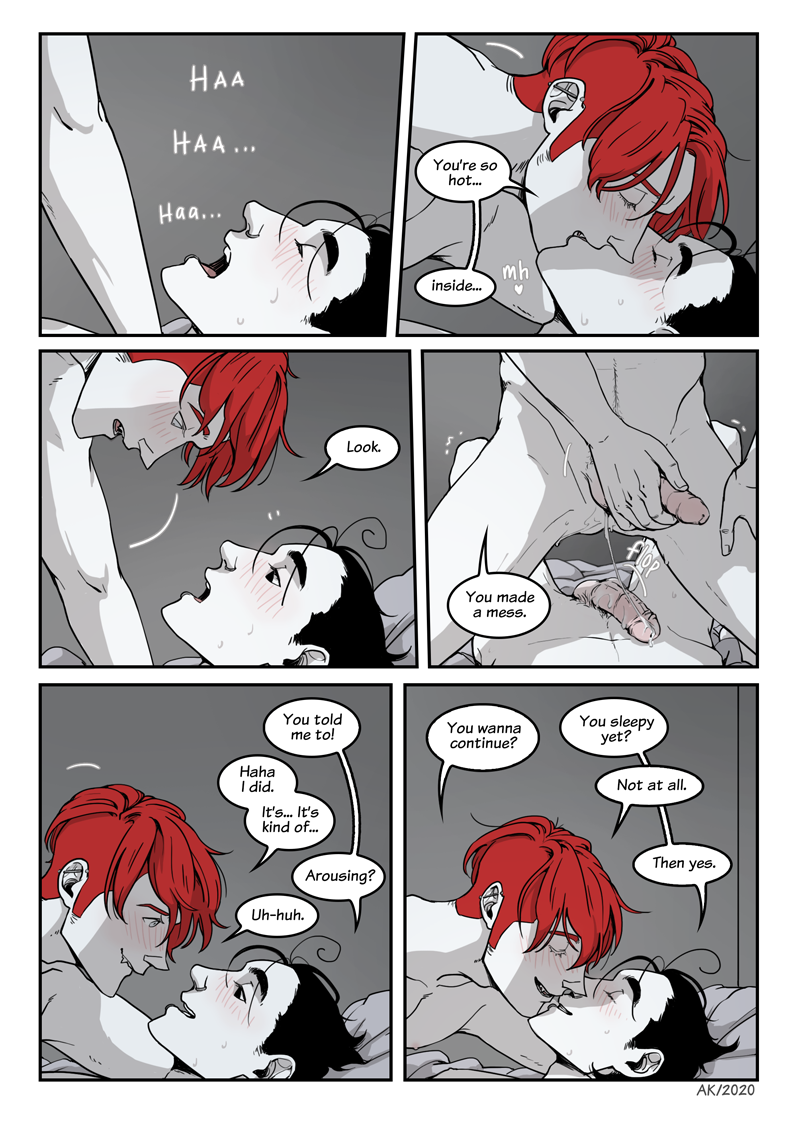 HAA
HAA...
Haa...
You're so
hot...
inside...
mh
Look.
flop
You made
a mess.
You told
me to!
Haha
I did.
It's... It's
kind of...
Arousing?
Uh-huh.
You wanna
continue?
You sleepy
yet?
Not at all.
Then yes.
AK/2020